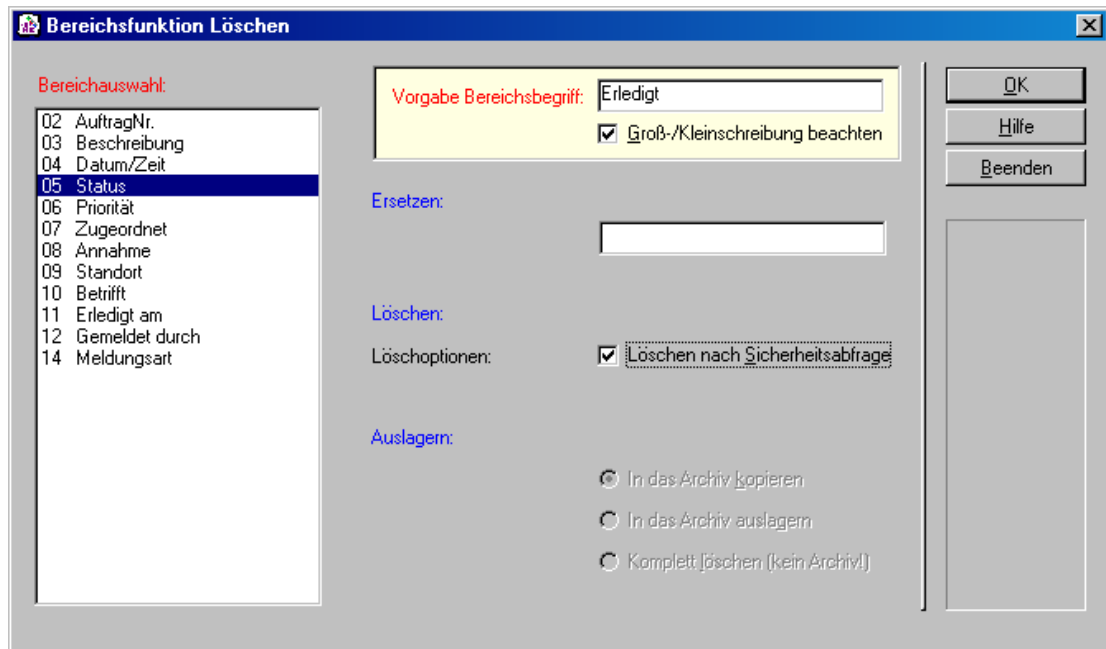 Bereichsfunktion Löschen
Bereichauswahl:
02 AuftragNr.
03 Beschreibung
04 Datum/Zeit
05 Status
06 Priorität
07 Zugeordnet
08 Annahme
09 Standort
10 Betrifft
11 Erledigt am
12 Gemeldet durch
14 Meldungsart
Vorgabe Bereichsbegriff: Erledigt
Groß-/Kleinschreibung beachten
Ersetzen:
Löschen:
Löschoptionen: Löschen nach Sicherheitsabfrage
Auslagern:
In das Archiv kopieren
In das Archiv auslagern
Komplett löschen (kein Archiv!)
OK
Hilfe
Beenden